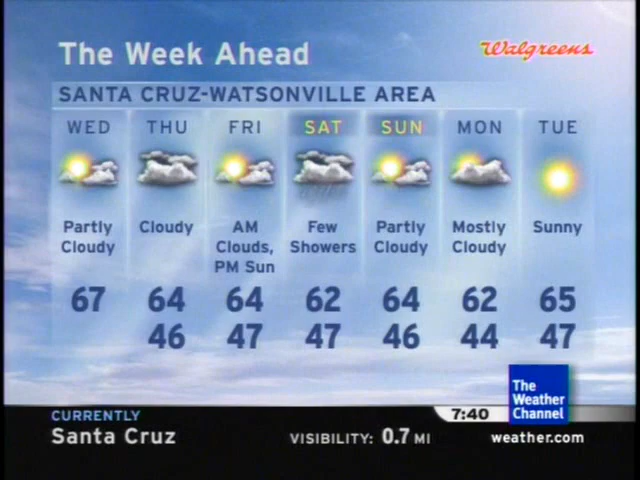 The Week Ahead
Walgreens
SANTA CRUZ-WATSONVILLE AREA
WED THU FRI SAT SUN MON TUE
Partly Cloudy AM Few Partly Mostly Sunny
Cloudy Clouds, Showers Cloudy Cloudy
PM Sun
67 64 64 62 64 62 65
46 47 47 46 44 47
The
Weather
Channel
CURRENTLY
7:40
Santa Cruz VISIBILITY: 0.7 MI weather.com